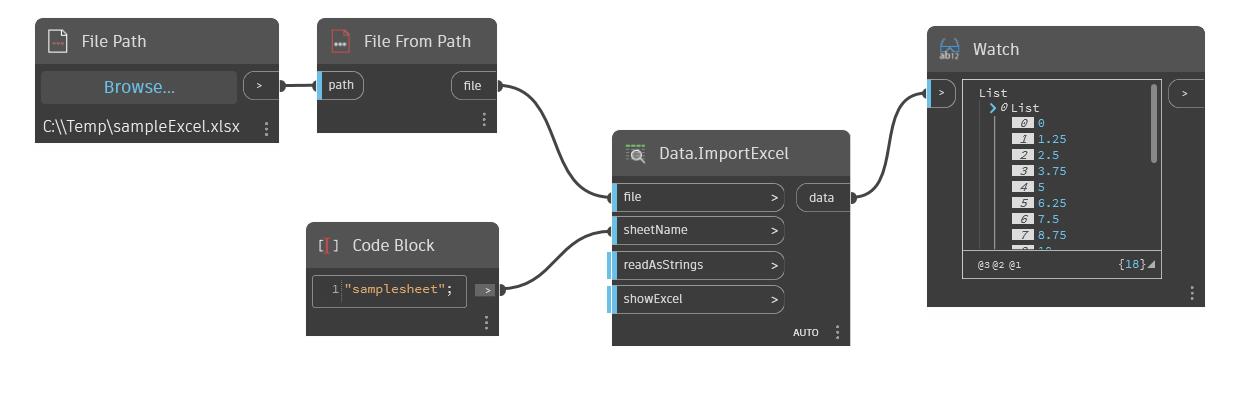 File Path
Browse...
>
C:\\Temp\sampleExcel.xlsx
File From Path
path
file
Code Block
1 "samplesheet";
>
Data.ImportExcel
file >
data
sheetName >
readAsStrings >
showExcel >
AUTO
ab12
Watch
>
>
List
0 List
0 0
1 1.25
2 2.5
3 3.75
4 5
5 6.25
6 7.5
7 8.75
@3 @2 @1
{18}